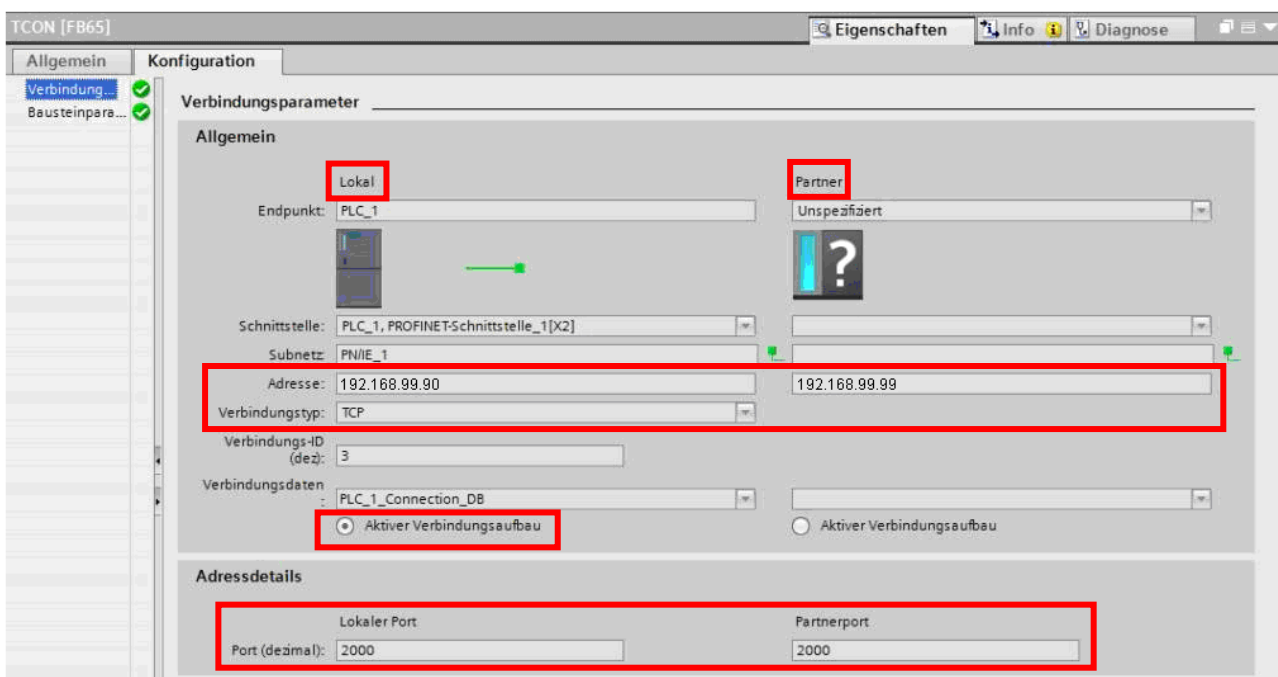 TCON [FB65]
Eigenschaften Info Diagnose
Allgemein Konfiguration
Verbindung...
Bausteinpara...
Verbindungsparameter
Allgemein
Lokal Partner
Endpunkt: PLC_1 Unspezifiziert
?
Schnittstelle: PLC_1, PROFINET-Schnittstelle_1[X2]
Subnetz: PN/IE_1
Adresse: 192.168.99.90 192.168.99.99
Verbindungstyp: TCP
Verbindungs-ID
(dez): 3
Verbindungsdaten
: PLC_1_Connection_DB
Aktiver Verbindungsaufbau Aktiver Verbindungsaufbau
Adressdetails
Lokaler Port Partnerport
Port (dezimal): 2000 2000